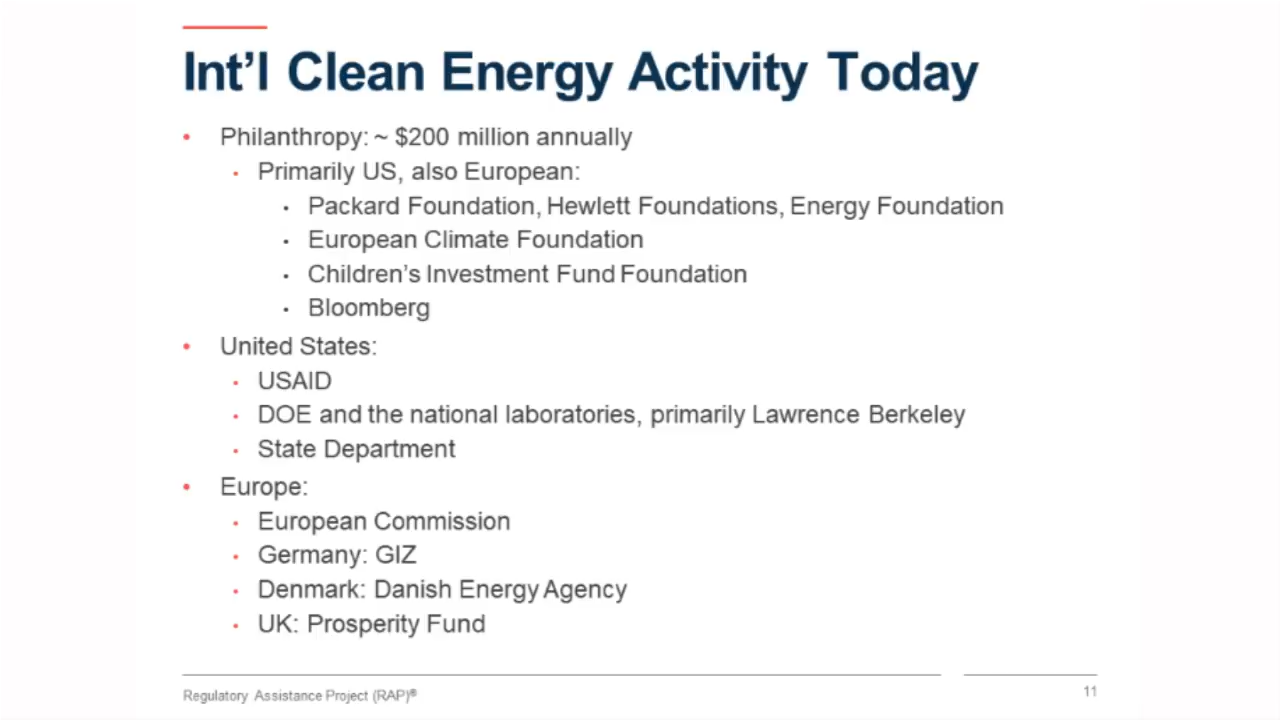 Int'l Clean Energy Activity Today
• Philanthropy: ~ $200 million annually
• Primarily US, also European:
• Packard Foundation, Hewlett Foundations, Energy Foundation
• European Climate Foundation
• Children's Investment Fund Foundation
• Bloomberg
• United States:
• USAID
• DOE and the national laboratories, primarily Lawrence Berkeley
• State Department
• Europe:
• European Commission
• Germany: GIZ
• Denmark: Danish Energy Agency
• UK: Prosperity Fund
Regulatory Assistance Project (RAP)®
11